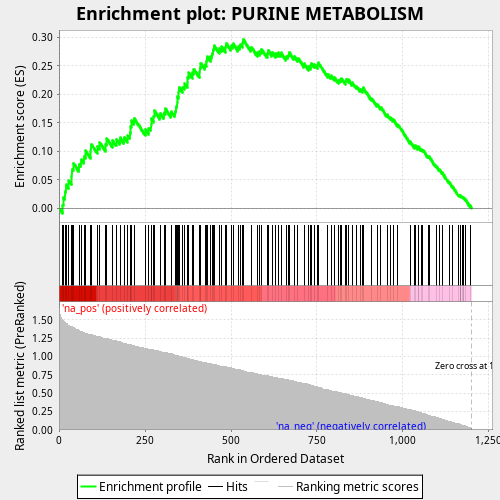 Enrichment plot: PURINE METABOLISM
Enrichment score (ES)
0.30
0.25
0.20
0.15
0.10
0.05
0.00
'na_pos' (positively correlated)
Ranked list metric (PreRanked)
1.50
1.25
1.00
0.75
0.50
0.25
0.00
Zero cross at 1
'na_neg' (negatively correlated)
0
250
500
750
1,000
1,250
Rank in Ordered Dataset
Enrichment profile
Hits
Ranking metric scores